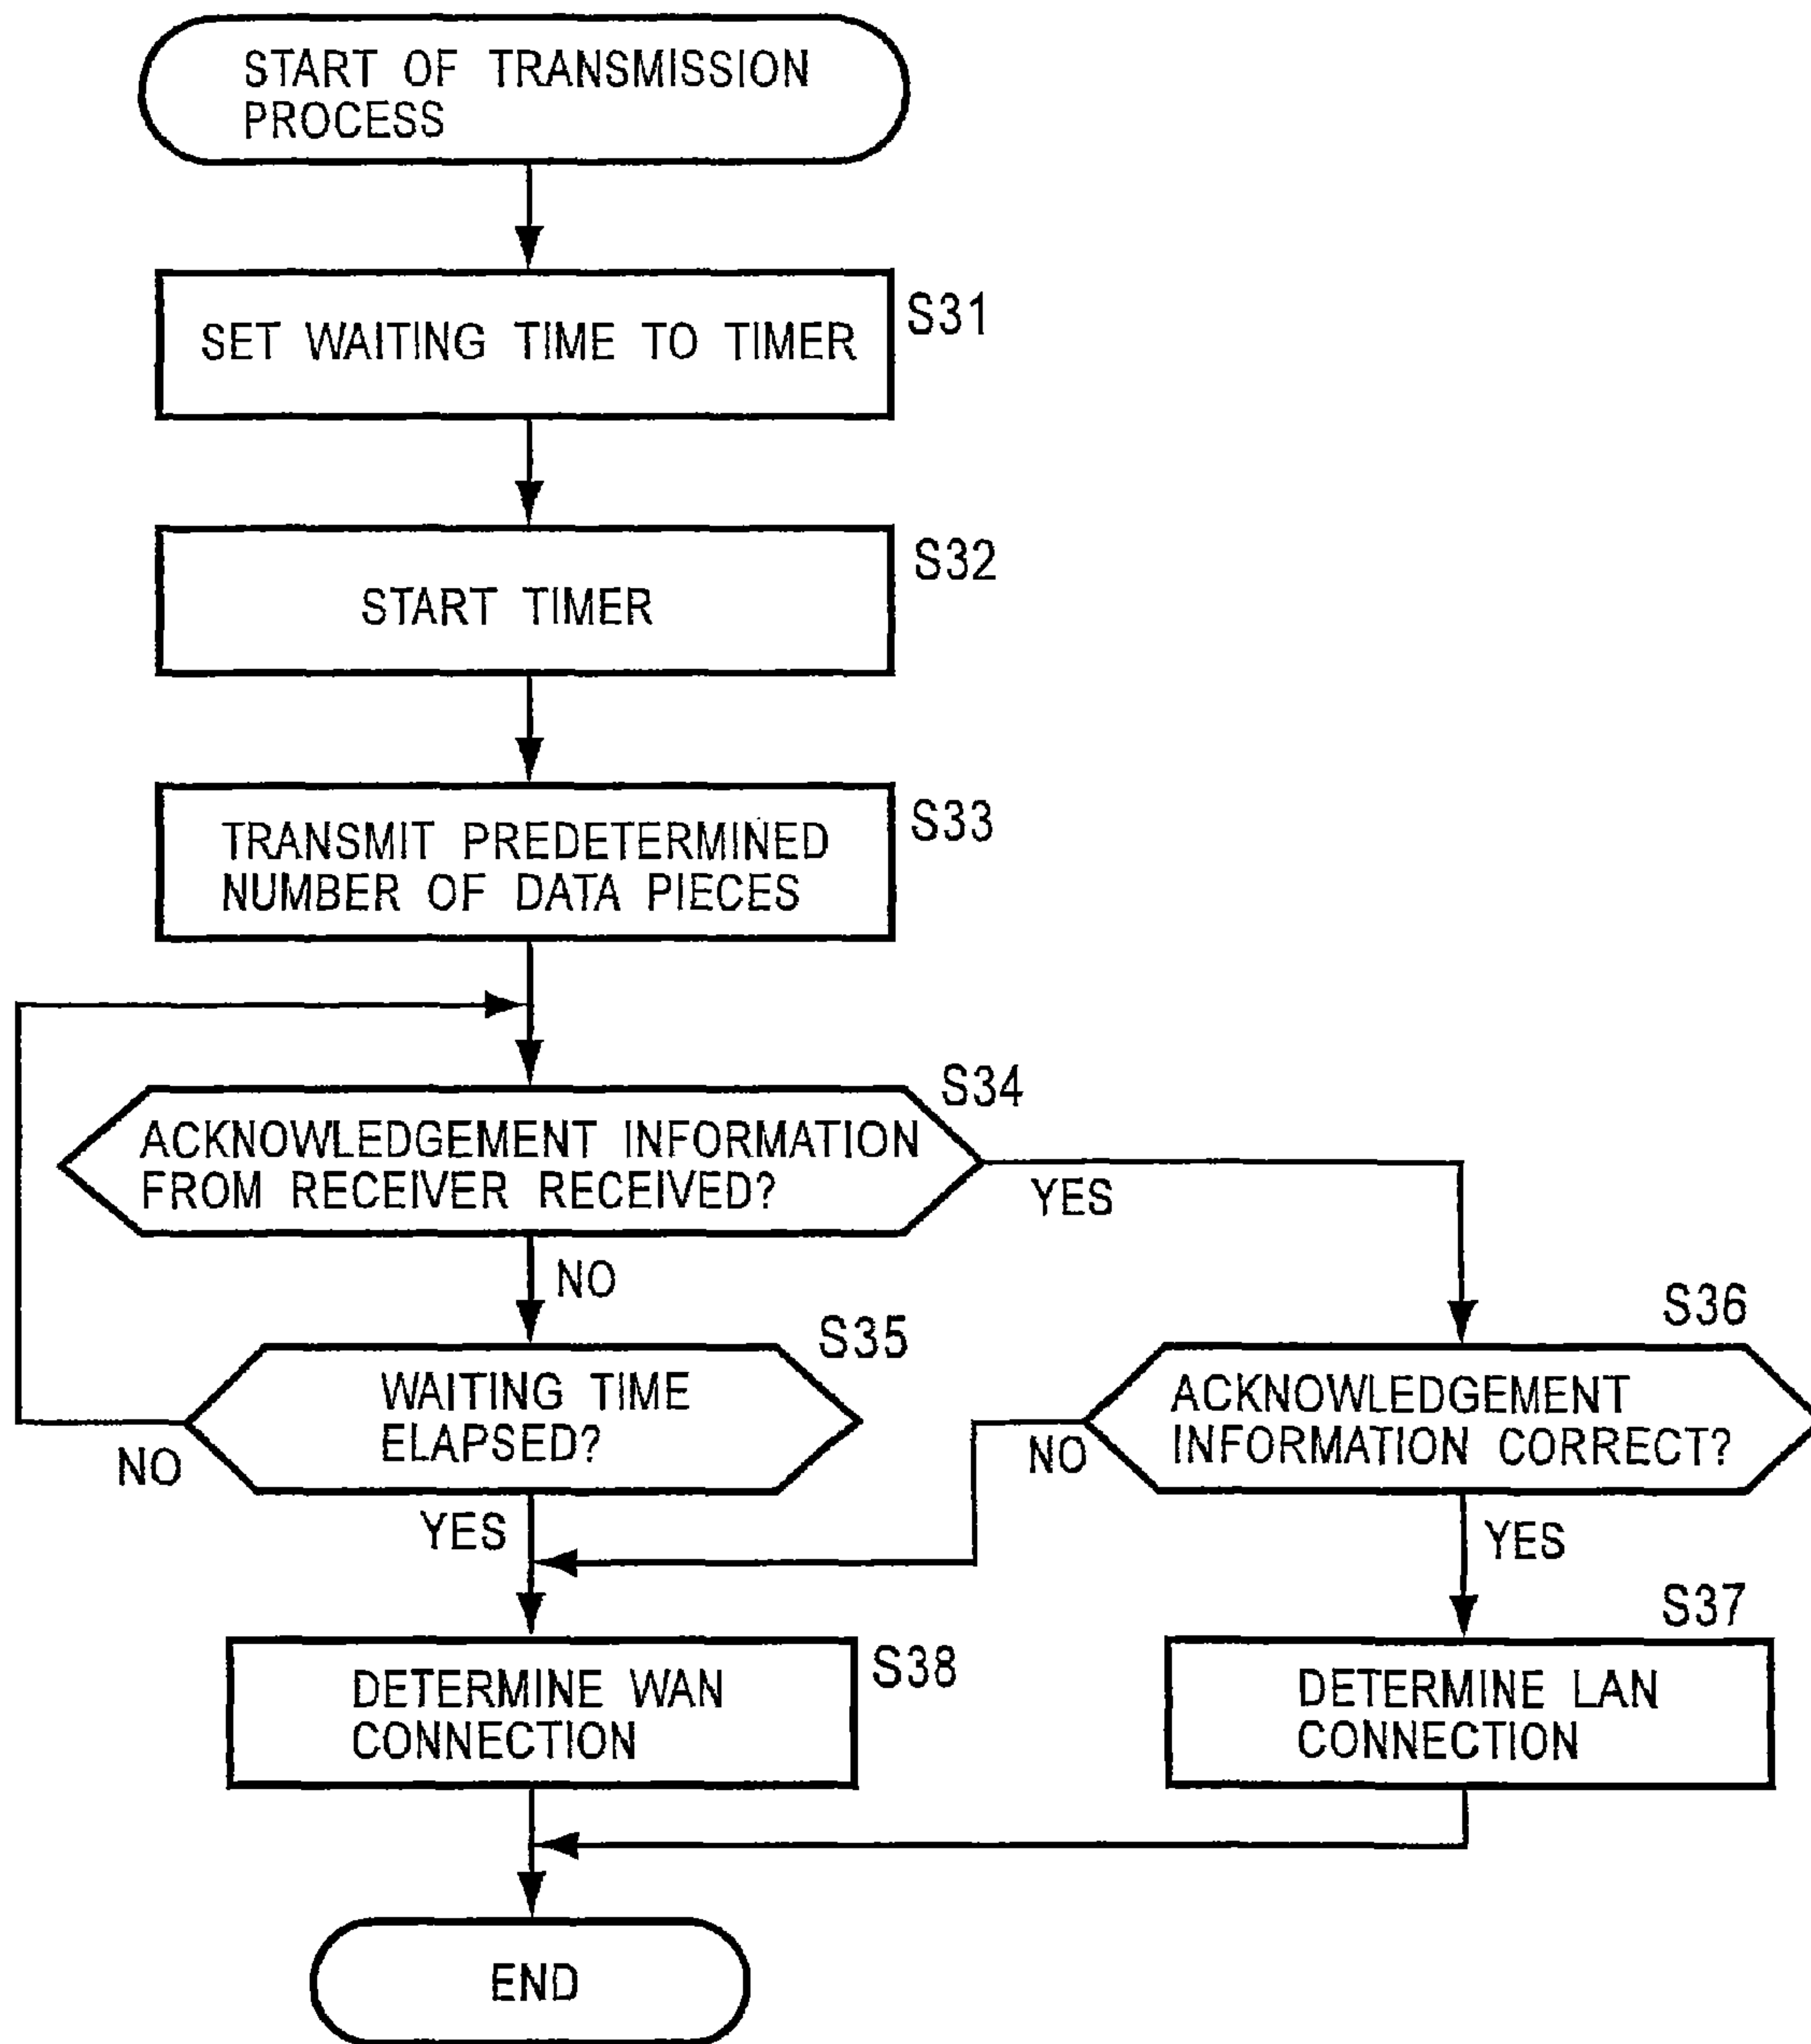 START OF TRANSMISSION
PROCESS
S31
SET WAITING TIME TO TIMER
S32
START TIMER
S33
TRANSMIT PREDETERMINED
NUMBER OF DATA PIECES
S34
ACKNOWLEDGEMENT INFORMATION
FROM RECEIVER RECEIVED?
YES
NO
S35
WAITING TIME
ELAPSED?
NO
YES
S36
ACKNOWLEDGEMENT
INFORMATION CORRECT?
NO
YES
S38
DETERMINE WAN
CONNECTION
S37
DETERMINE LAN
CONNECTION
END